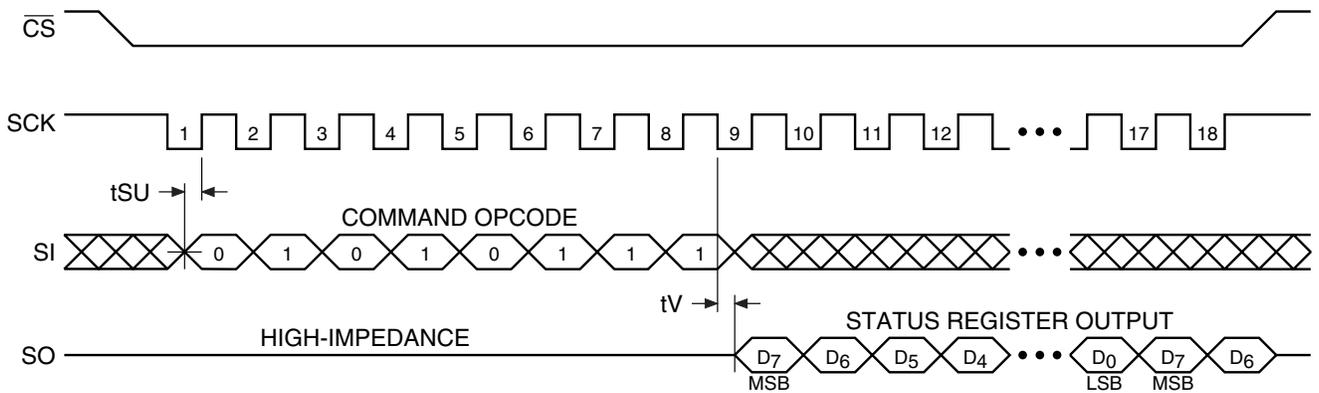 CS
SCK 1 2 3 4 5 6 7 8 9 10 11 12 17 18
tSU
COMMAND OPCODE
SI 0 1 0 1 0 1 1 1
tV
HIGH-IMPEDANCE STATUS REGISTER OUTPUT
SO D7 D6 D5 D4 D0 D7 D6
MSB LSB MSB